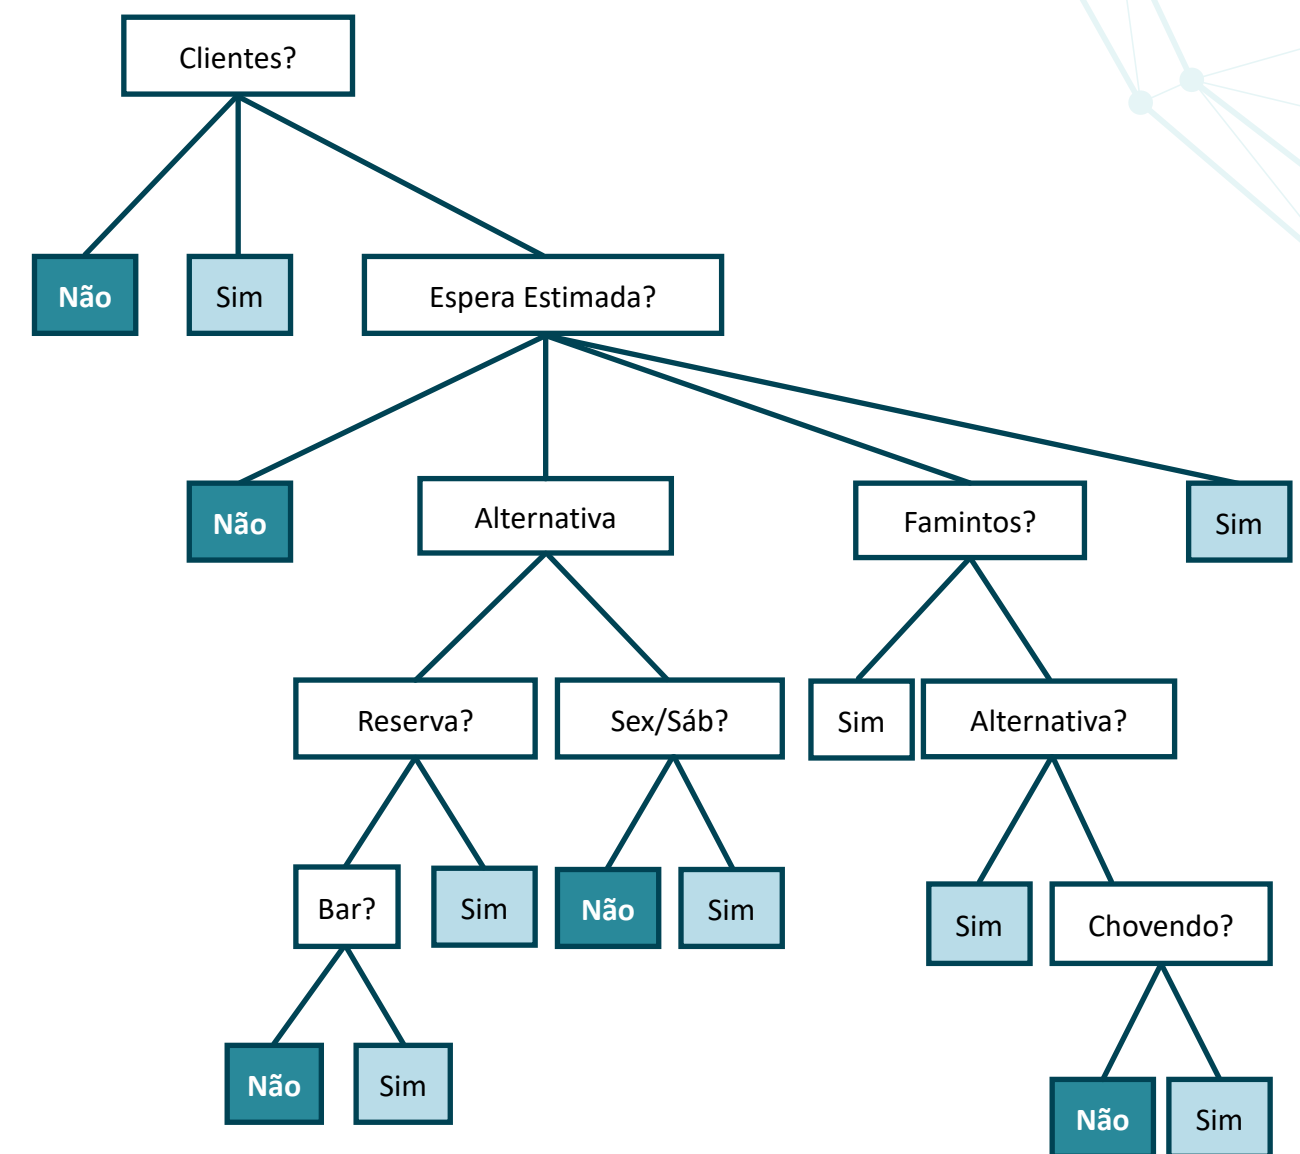 Clientes?
Não
Sim
Espera Estimada?
Não
Alternativa
Famintos?
Sim
Reserva?
Sex/Sáb?
Sim
Alternativa?
Bar?
Sim
Não
Sim
Sim
Chovendo?
Não
Sim
Não
Sim